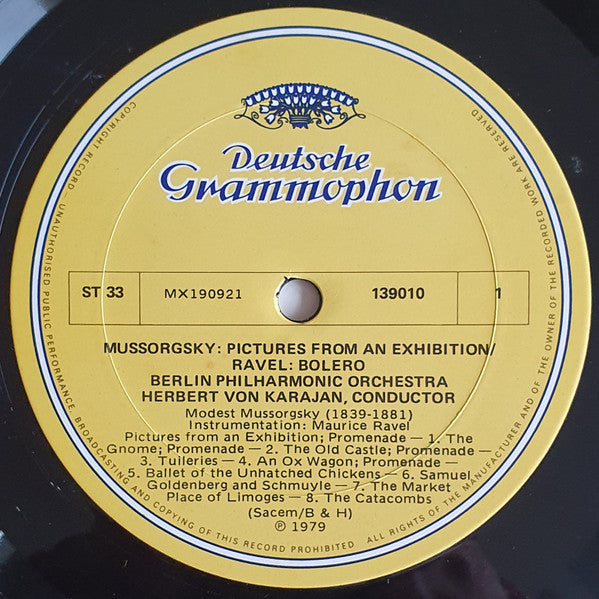 Deutsche
Grammophon
ST 33 MX190921 139010 1
MUSSORGSKY: PICTURES FROM AN EXHIBITION/
RAVEL: BOLERO
BERLIN PHILHARMONIC ORCHESTRA
HERBERT VON KARAJAN, CONDUCTOR
Modest Mussorgsky (1839-1881)
Instrumentation: Maurice Ravel
Pictures from an Exhibition; Promenade — 1. The
Gnome; Promenade — 2. The Old Castle; Promenade —
3. Tuilleries — 4. An Ox Wagon; Promenade —
5. Ballet of the Unhatched Chickens — 6. Samuel
Goldenberg and Schmuyle — 7. The Market
Place of Limoges — 8. The Catacombs
(Sacem/B & H)
℗ 1979
COPYRIGHT RECORD — UNAUTHORISED PUBLIC PERFORMANCE, BROADCASTING AND COPYING OF THIS RECORD PROHIBITED ALL RIGHTS OF THE MANUFACTURER AND OF THE OWNER OF THE RECORDED WORK ARE RESERVED